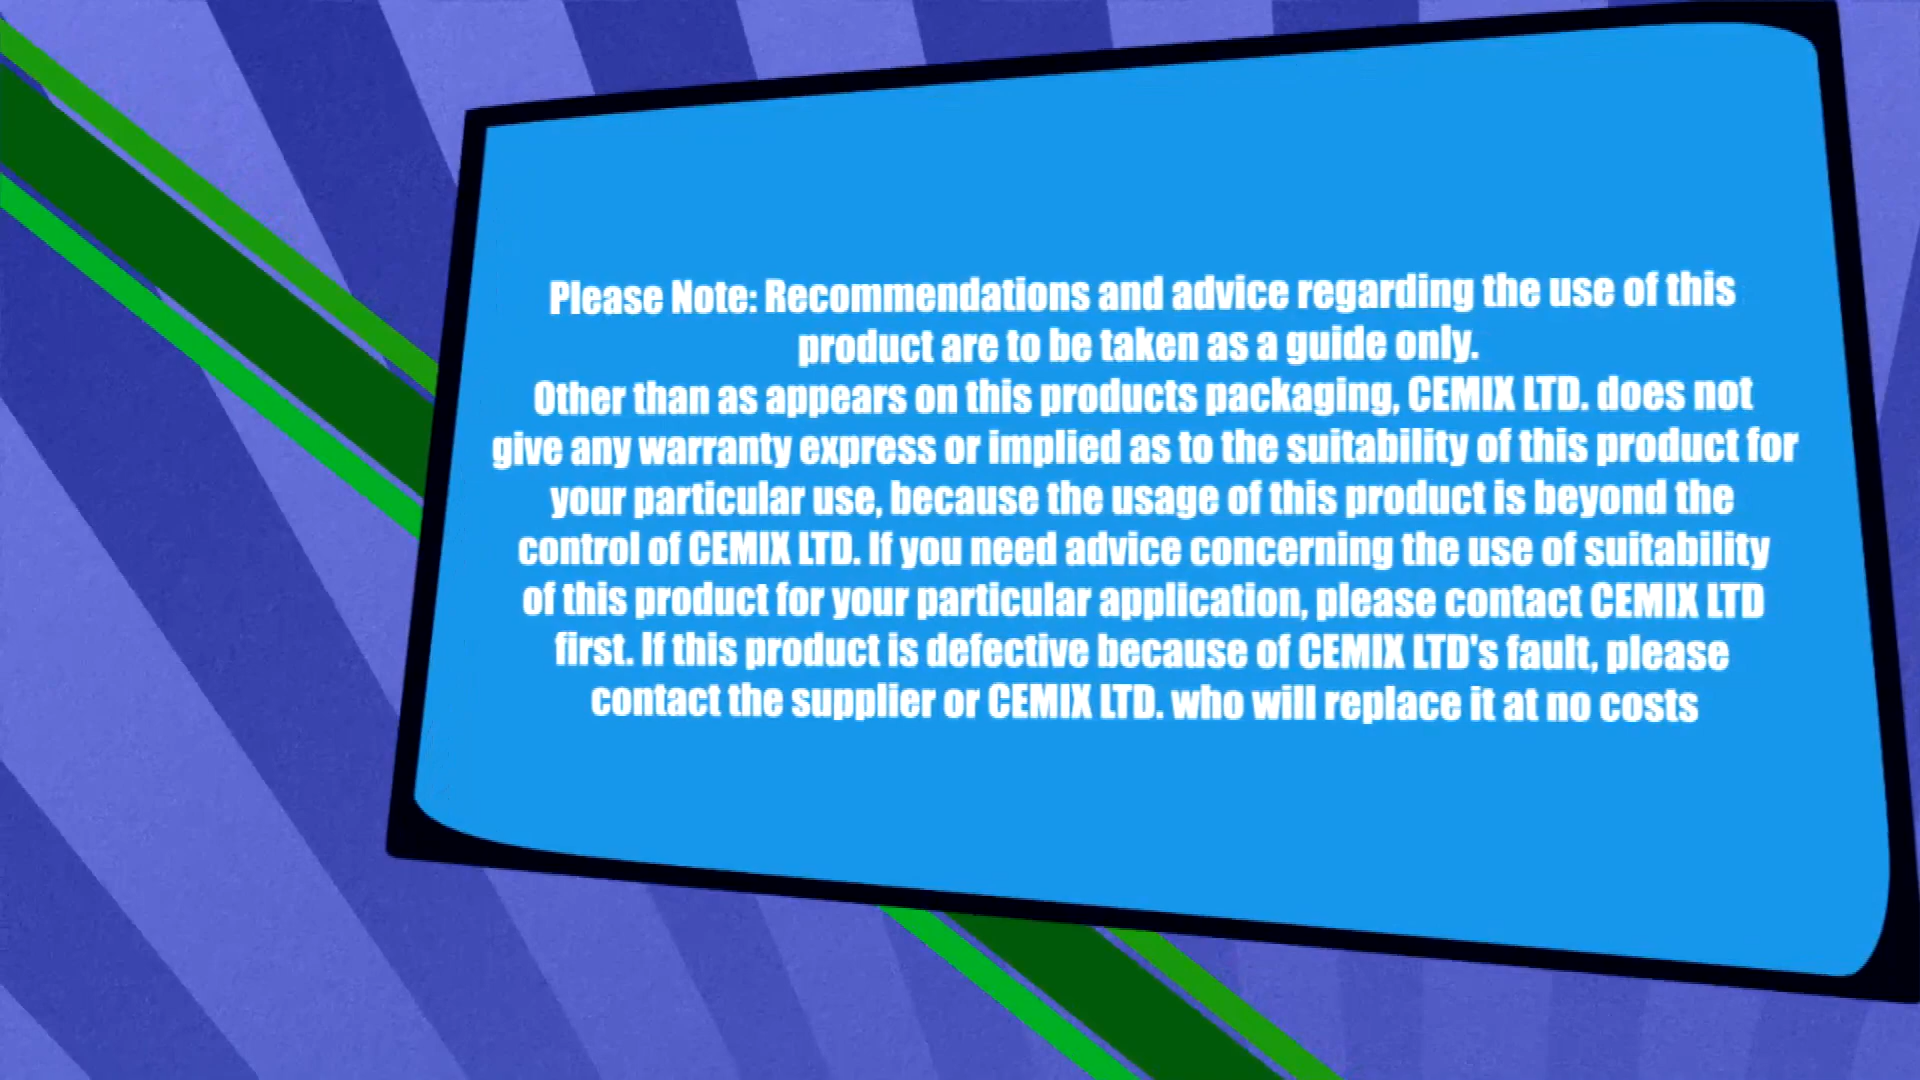 Please Note: Recommendations and advice regarding the use of this
product are to be taken as a guide only.
Other than as appears on this products packaging, CEMIX LTD. does not
give any warranty express or implied as to the suitability of this product for
your particular use, because the usage of this product is beyond the
control of CEMIX LTD. If you need advice concerning the use of suitability
of this product for your particular application, please contact CEMIX LTD
first. If this product is defective because of CEMIX LTD's fault, please
contact the supplier or CEMIX LTD. who will replace it at no costs